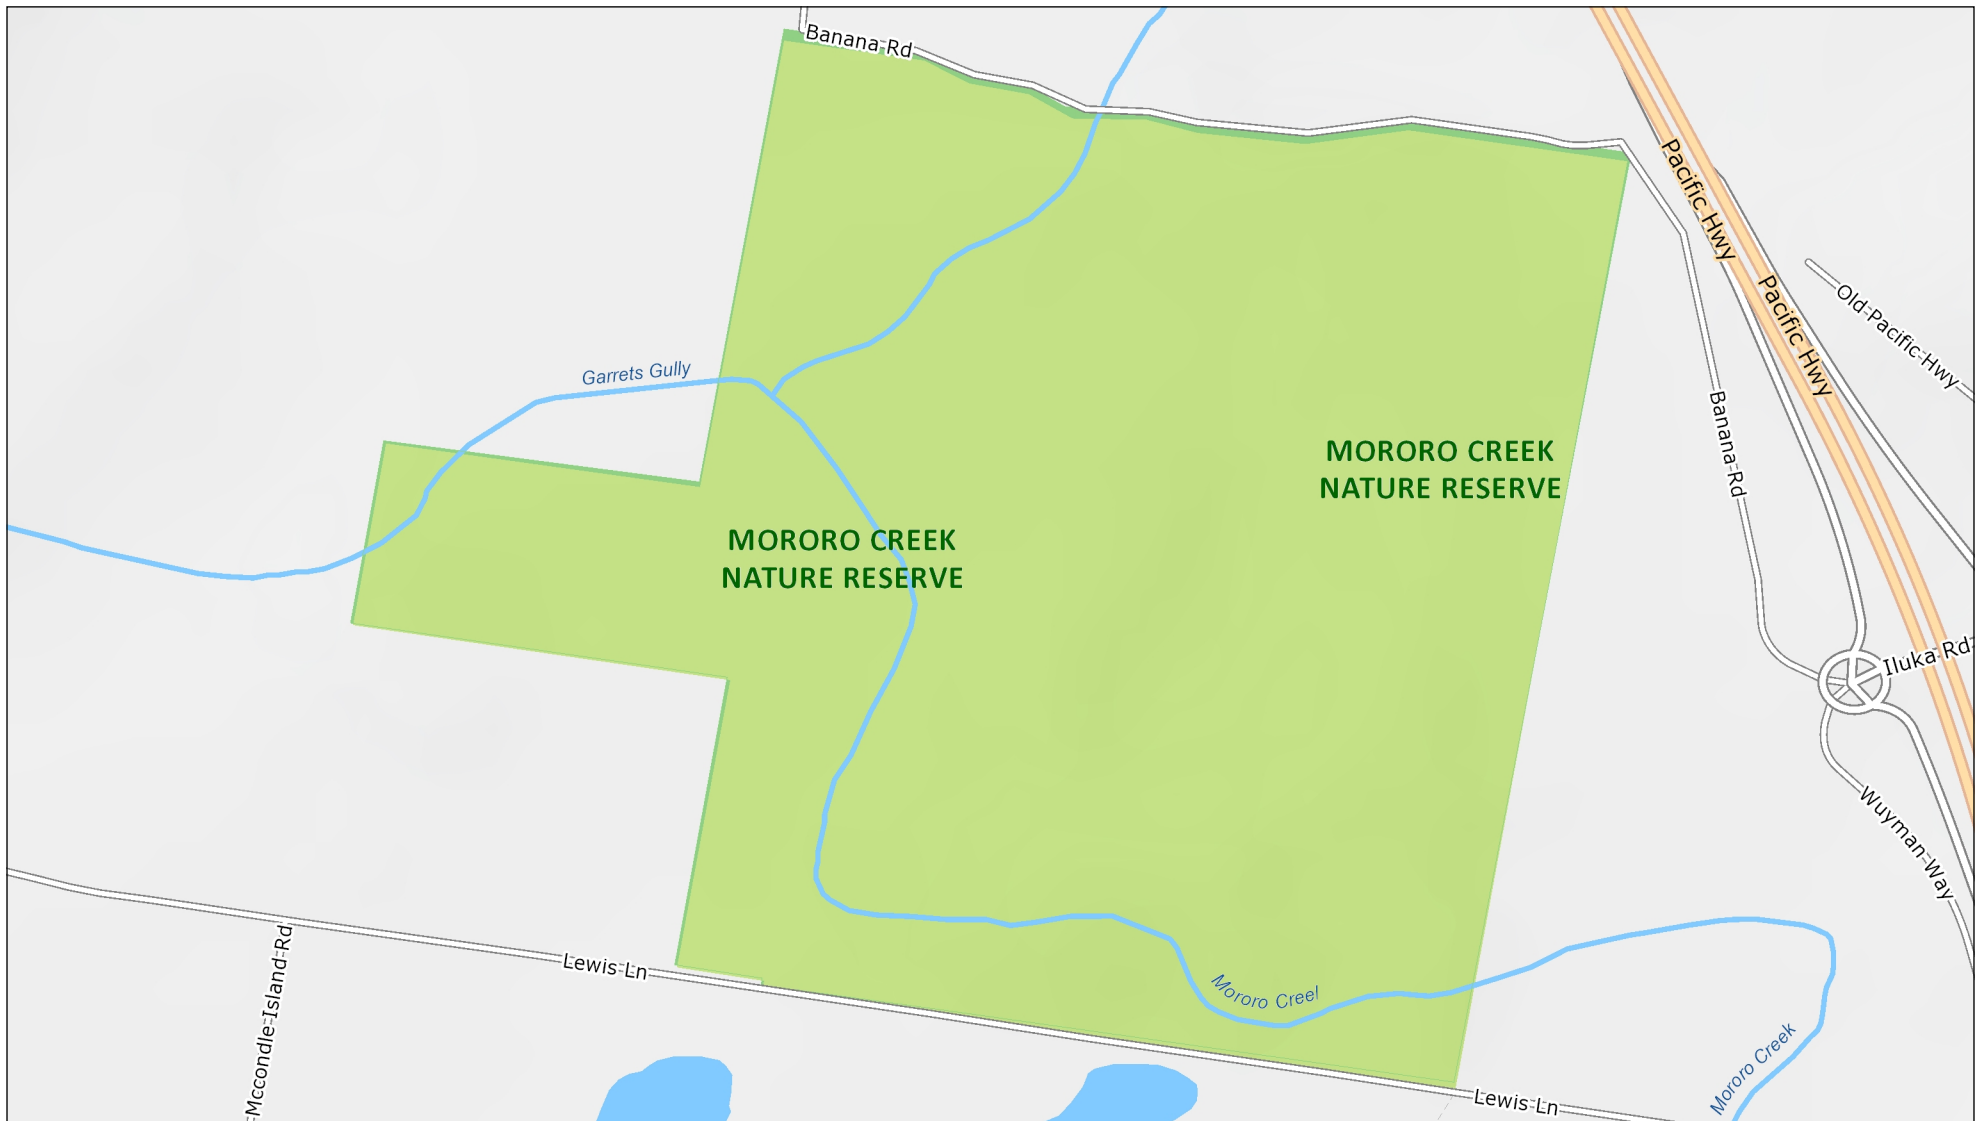 Banana Rd
Pacific Hwy
Pacific Hwy
Old Pacific Hwy
Garrets Gully
Banana Rd
MORORO CREEK
NATURE RESERVE
MORORO CREEK
NATURE RESERVE
Iluka Rd
Wuyman Way
Lewis Ln
Mccondle Island Rd
Mororo Creel
Mororo Creek
Lewis Ln